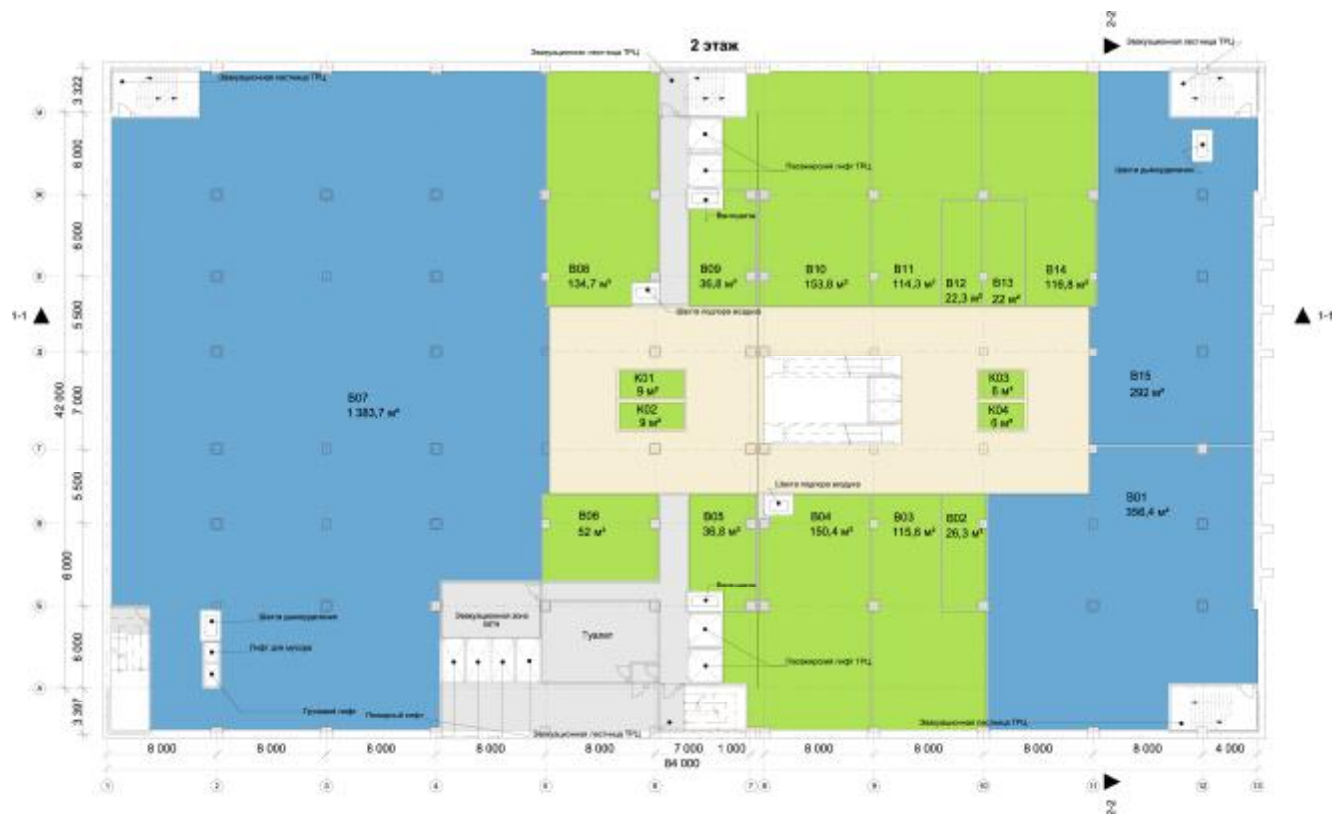 2 этаж
2-2
Эвакуационная лестница ТРЦ
Эвакуационная лестница ТРЦ
Эвакуационная лестница ТРЦ
3 322
6 000
6 000
5 500
42 000
7 000
5 500
6 000
6 000
3 397
Пассажирский лифт ТРЦ
Шахта дымоудаления
B08
134,7 м²
B09
36,8 м²
B10
153,8 м²
B11
114,3 м²
B12
22,3 м²
B13
22 м²
B14
116,8 м²
Шахта подпора воздуха
1-1
1-1
K01
9 м²
K02
9 м²
K03
6 м²
K04
6 м²
B07
1 383,7 м²
B15
292 м²
Шахта подпора воздуха
B06
52 м²
B05
36,8 м²
B04
150,4 м²
B03
115,6 м²
B02
26,3 м²
B01
356,4 м²
Шахта дымоудаления
Лифт для мусора
Грузовой лифт
Эвакуационная зона
МГН
Туалет
Пассажирский лифт ТРЦ
Пожарный лифт
Эвакуационная лестница ТРЦ
Эвакуационная лестница ТРЦ
8 000
8 000
8 000
8 000
8 000
7 000
1 000
8 000
8 000
8 000
8 000
4 000
84 000
1
2
3
4
5
6
7
8
9
10
11
12
13
2-2